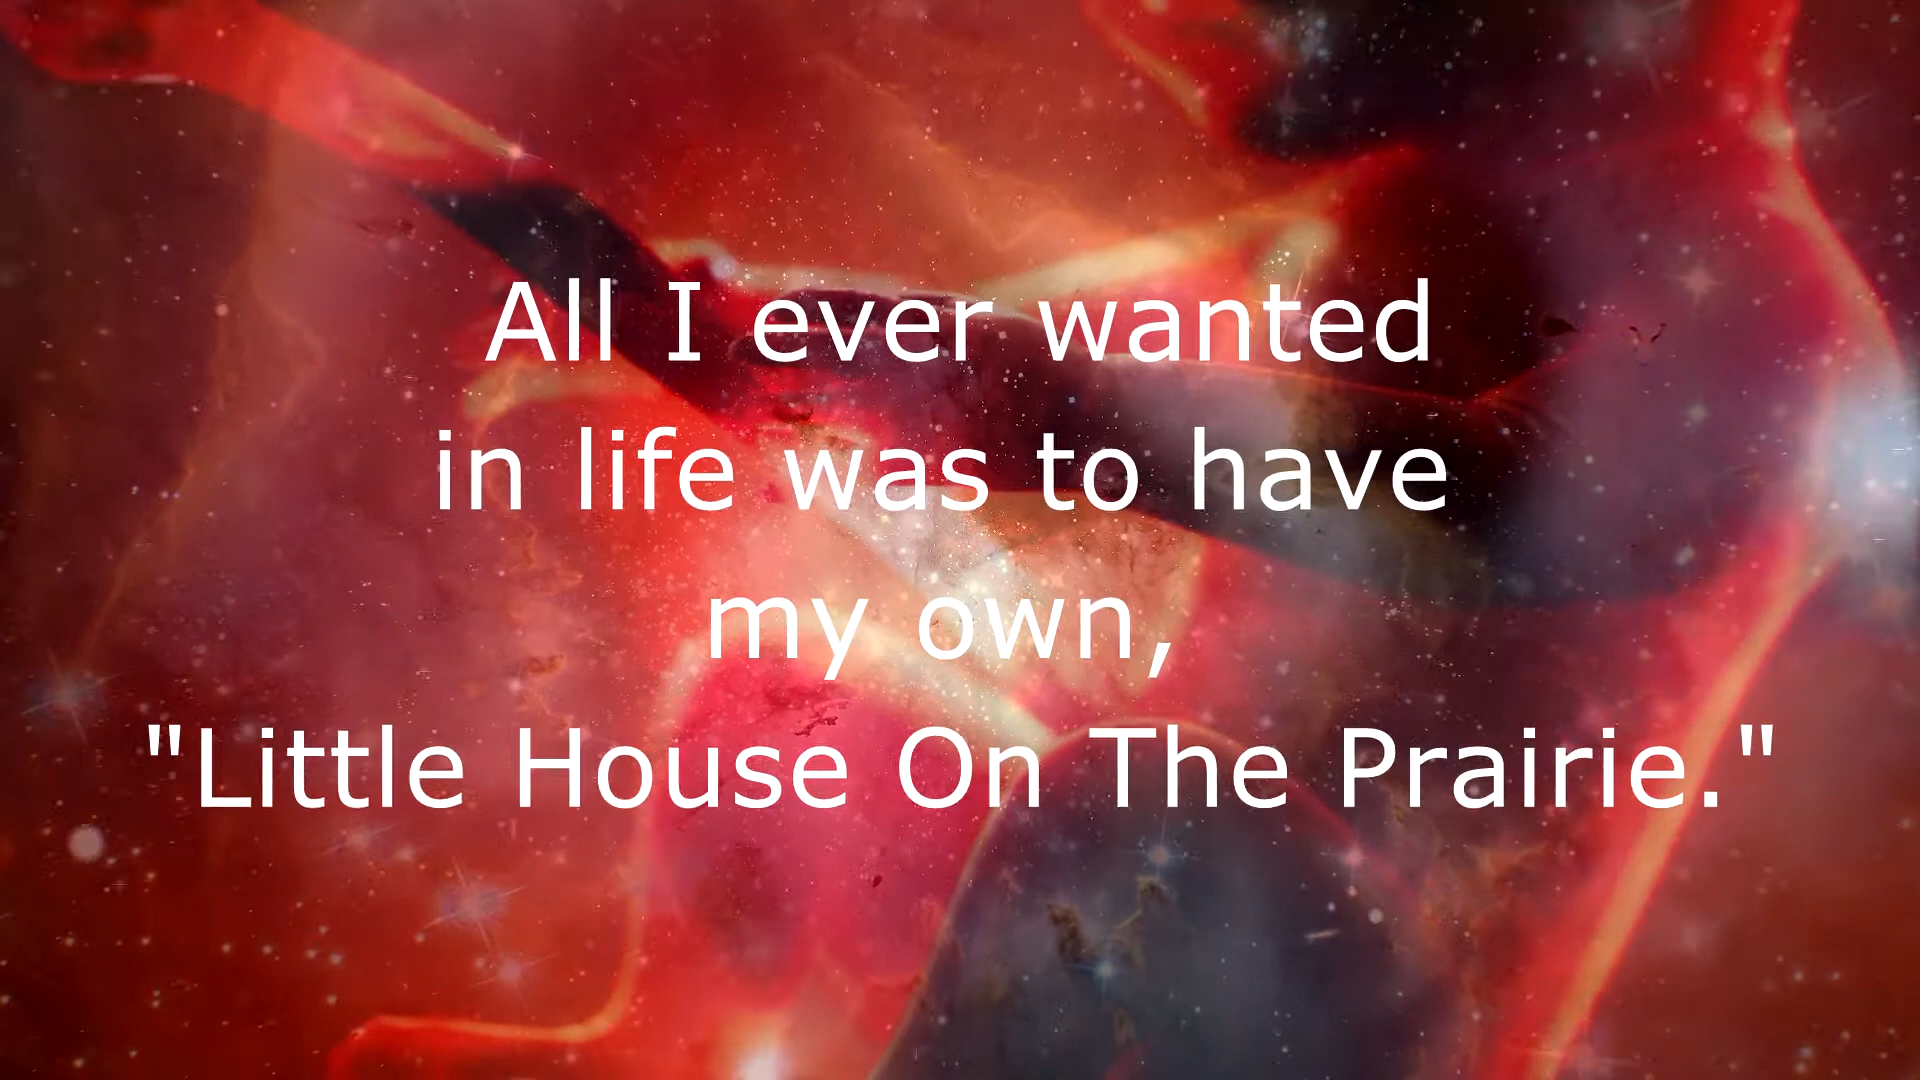 All I ever wanted
in life was to have
my own,
"Little House On The Prairie."